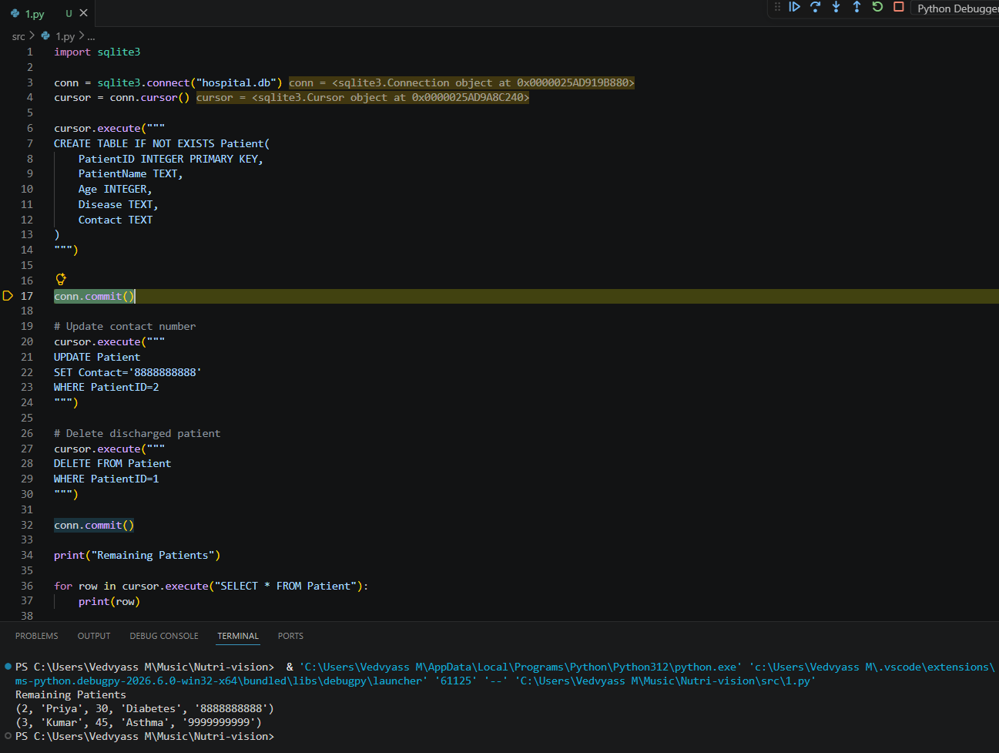 1.py U
Python Debugger
src > 1.py > ...
1 import sqlite3
2
3 conn = sqlite3.connect("hospital.db") conn = <sqlite3.Connection object at 0x0000025AD919B880>
4 cursor = conn.cursor() cursor = <sqlite3.Cursor object at 0x0000025AD9A8C240>
5
6 cursor.execute("""
7 CREATE TABLE IF NOT EXISTS Patient(
8     PatientID INTEGER PRIMARY KEY,
9     PatientName TEXT,
10     Age INTEGER,
11     Disease TEXT,
12     Contact TEXT
13 )
14 """)
15
16
17 conn.commit()
18
19 # Update contact number
20 cursor.execute("""
21 UPDATE Patient
22 SET Contact='8888888888'
23 WHERE PatientID=2
24 """)
25
26 # Delete discharged patient
27 cursor.execute("""
28 DELETE FROM Patient
29 WHERE PatientID=1
30 """)
31
32 conn.commit()
33
34 print("Remaining Patients")
35
36 for row in cursor.execute("SELECT * FROM Patient"):
37     print(row)
38
PROBLEMS OUTPUT DEBUG CONSOLE TERMINAL PORTS
PS C:\Users\Vedvyass M\Music\Nutri-vision>  & 'C:\Users\Vedvyass M\AppData\Local\Programs\Python\Python312\python.exe' 'c:\Users\Vedvyass M\.vscode\extensions\
ms-python.debugpy-2026.6.0-win32-x64\bundled\libs\debugpy\launcher' '61125' '--' 'C:\Users\Vedvyass M\Music\Nutri-vision\src\1.py'
Remaining Patients
(2, 'Priya', 30, 'Diabetes', '8888888888')
(3, 'Kumar', 45, 'Asthma', '9999999999')
PS C:\Users\Vedvyass M\Music\Nutri-vision>